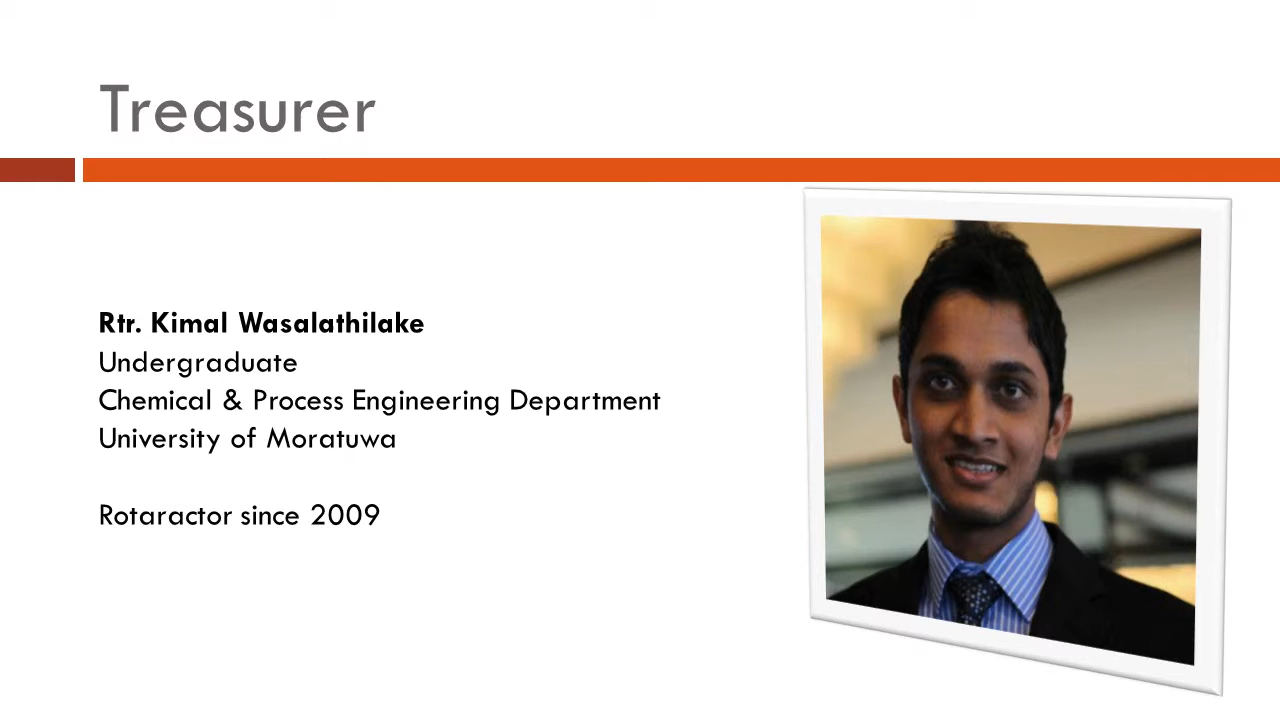 Treasurer
Rtr. Kimal Wasalathilake
Undergraduate
Chemical & Process Engineering Department
University of Moratuwa
Rotaractor since 2009